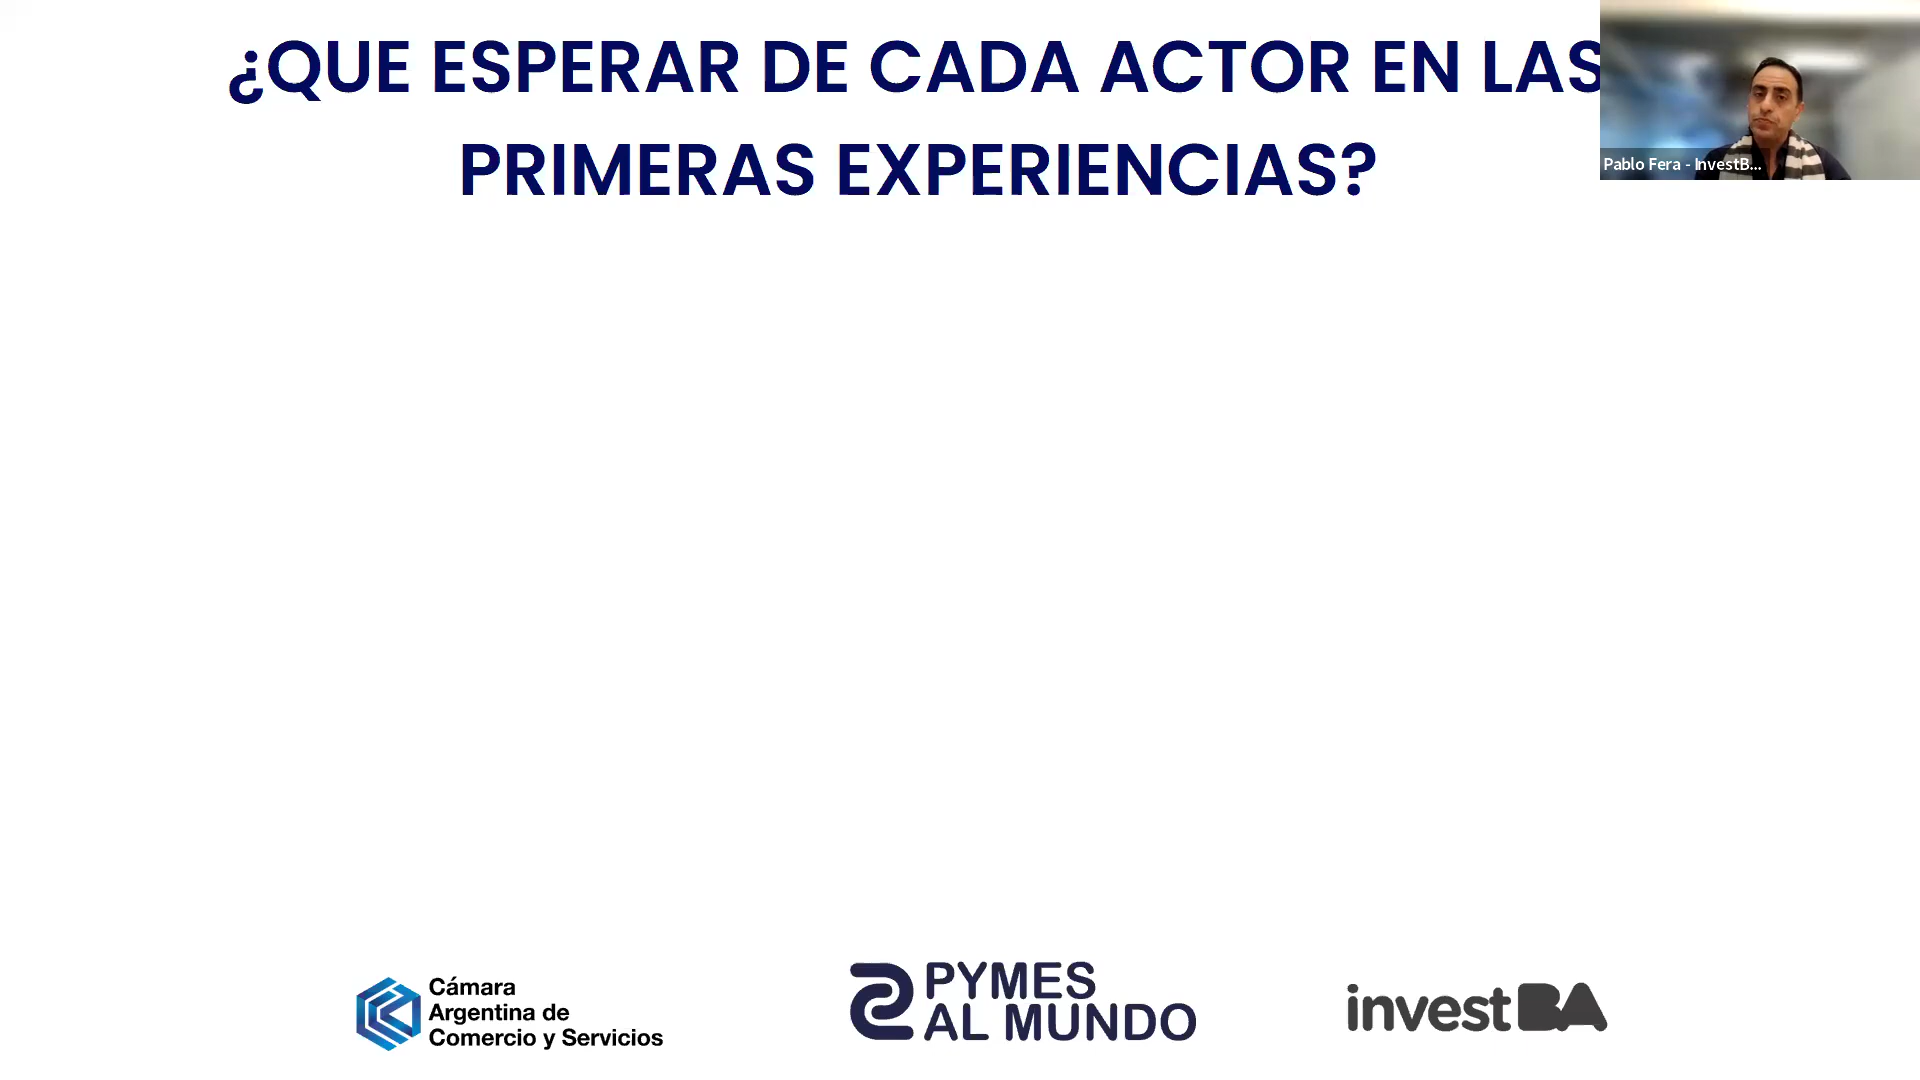 ¿QUE ESPERAR DE CADA ACTOR EN LAS
PRIMERAS EXPERIENCIAS?
Pablo Fera - InvestB...
Cámara
Argentina de
Comercio y Servicios
PYMES
AL MUNDO
investBA